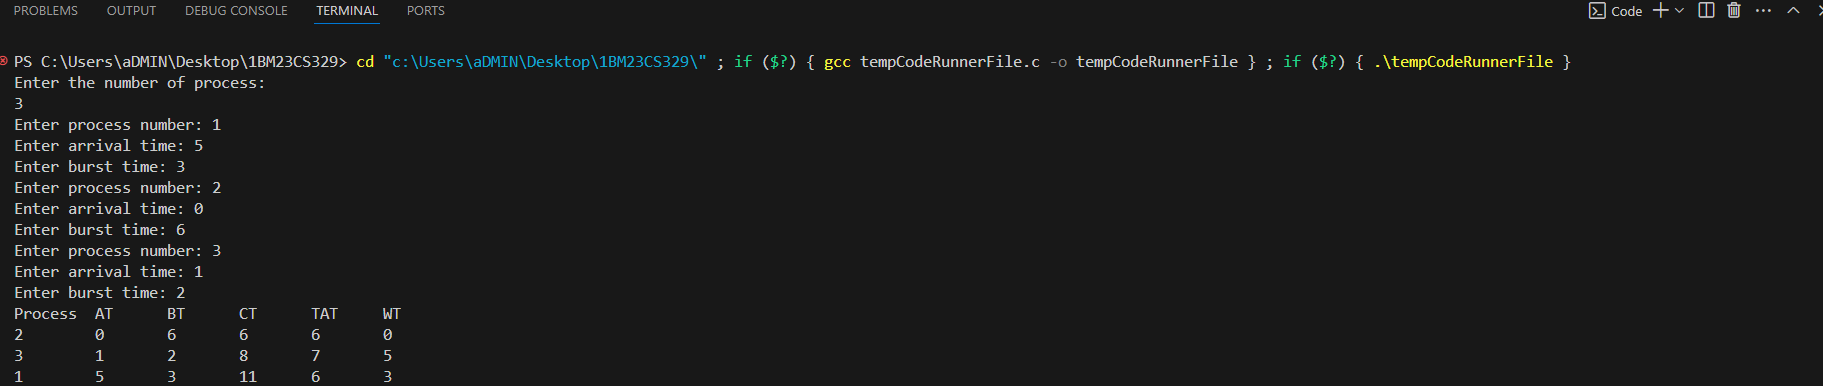 PROBLEMS OUTPUT DEBUG CONSOLE TERMINAL PORTS Code
PS C:\Users\aDMIN\Desktop\1BM23CS329> cd "c:\Users\aDMIN\Desktop\1BM23CS329\" ; if ($?) { gcc tempCodeRunnerFile.c -o tempCodeRunnerFile } ; if ($?) { .\tempCodeRunnerFile }
Enter the number of process:
3
Enter process number: 1
Enter arrival time: 5
Enter burst time: 3
Enter process number: 2
Enter arrival time: 0
Enter burst time: 6
Enter process number: 3
Enter arrival time: 1
Enter burst time: 2
Process AT BT CT TAT WT
2 0 6 6 6 0
3 1 2 8 7 5
1 5 3 11 6 3